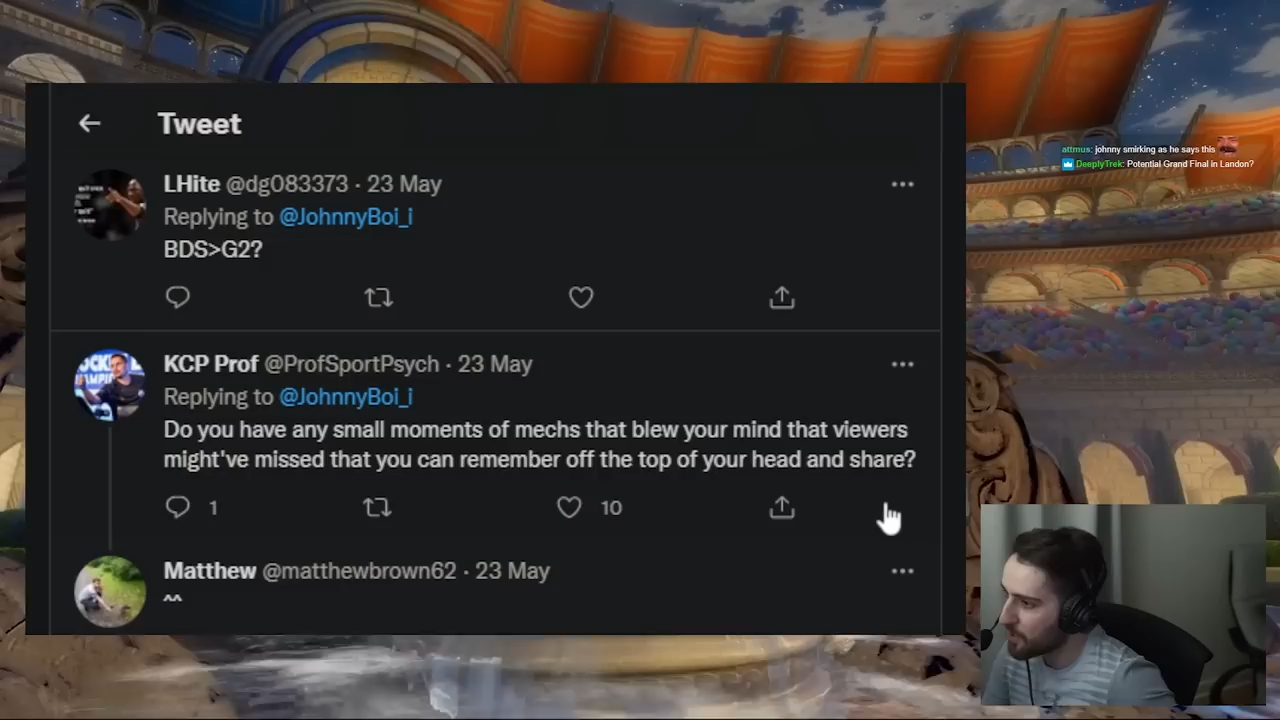 Tweet
LHite @dg083373 · 23 May
Replying to @JohnnyBoi_i
BDS>G2?
KCP Prof @ProfSportPsych · 23 May
Replying to @JohnnyBoi_i
Do you have any small moments of mechs that blew your mind that viewers
might've missed that you can remember off the top of your head and share?
1 10
Matthew @matthewbrown62 · 23 May
^^
attmus: johnny smirking as he says this
DeeplyTrek: Potential Grand Final in Landon?